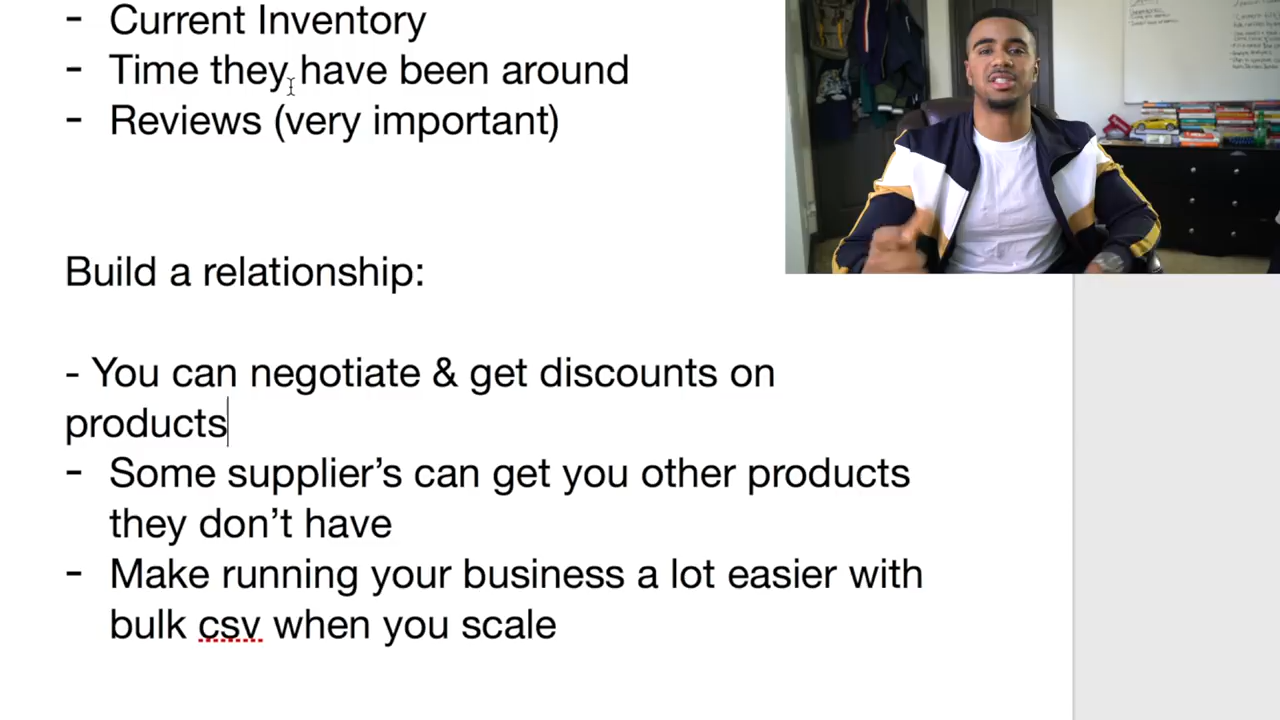 - Current Inventory
- Time they have been around
- Reviews (very important)
Build a relationship:
- You can negotiate & get discounts on
products
- Some supplier’s can get you other products
they don’t have
- Make running your business a lot easier with
bulk csv when you scale